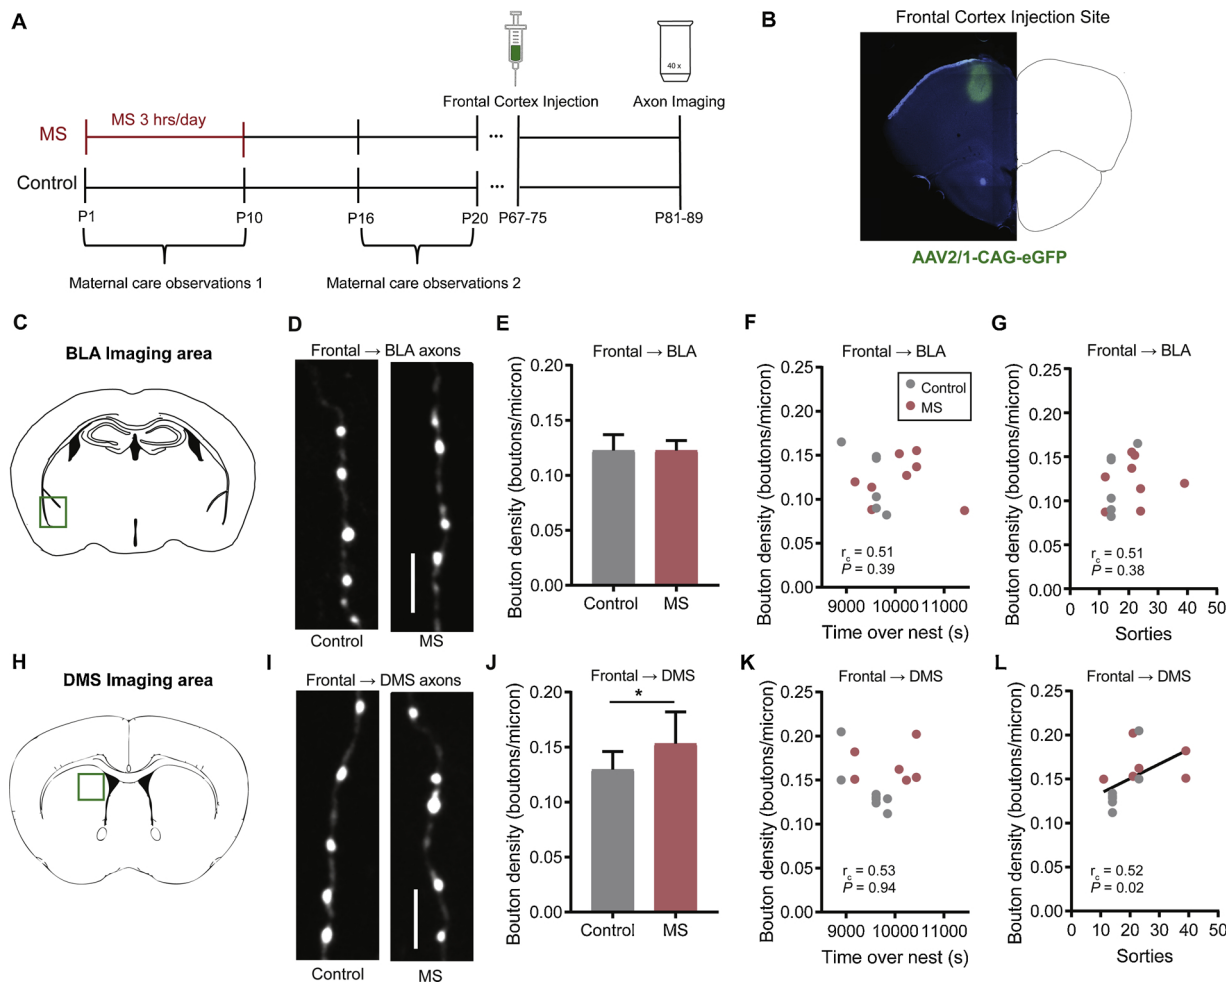 A
40 x
Frontal Cortex Injection
Axon Imaging
MS
MS 3 hrs/day
...
Control
...
P1
P10
P16
P20
P67-75
P81-89
Maternal care observations 1
Maternal care observations 2
B
Frontal Cortex Injection Site
AAV2/1-CAG-eGFP
C
BLA Imaging area
D
Frontal → BLA axons
Control
MS
E
Frontal → BLA
Bouton density (boutons/micron)
0.20
0.15
0.10
0.05
0.00
Control
MS
F
Frontal → BLA
Bouton density (boutons/micron)
0.25
0.20
0.15
0.10
0.05
0.00
Control
MS
rc = 0.51
P = 0.39
9000 10000 11000
Time over nest (s)
G
Frontal → BLA
Bouton density (boutons/micron)
0.25
0.20
0.15
0.10
0.05
0.00
rc = 0.51
P = 0.38
0 10 20 30 40 50
Sorties
H
DMS Imaging area
I
Frontal → DMS axons
Control
MS
J
Frontal → DMS
Bouton density (boutons/micron)
0.20
0.15
0.10
0.05
0.00
*
Control
MS
K
Frontal → DMS
Bouton density (boutons/micron)
0.25
0.20
0.15
0.10
0.05
0.00
rc = 0.53
P = 0.94
9000 10000 11000
Time over nest (s)
L
Frontal → DMS
Bouton density (boutons/micron)
0.25
0.20
0.15
0.10
0.05
0.00
rc = 0.52
P = 0.02
0 10 20 30 40 50
Sorties